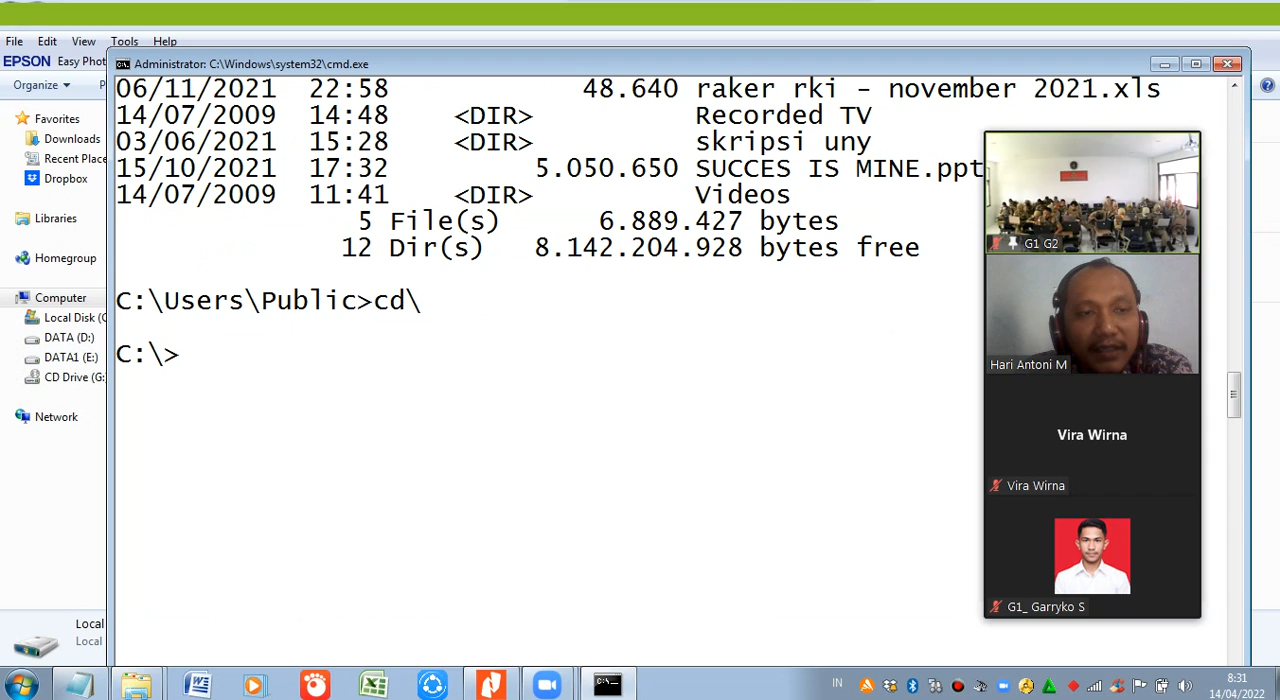 File Edit View Tools Help
EPSON Easy Phot
Administrator: C:\Windows\system32\cmd.exe
Organize
Favorites
Downloads
Recent Place
Dropbox
Libraries
Homegroup
Computer
Local Disk (C
DATA (D:)
DATA1 (E:)
CD Drive (G:
Network
Local
Local
06/11/2021 22:58 48.640 raker rki - november 2021.xls
14/07/2009 14:48 <DIR> Recorded TV
03/06/2021 15:28 <DIR> skripsi uny
15/10/2021 17:32 5.050.650 SUCCES IS MINE.ppt
14/07/2009 11:41 <DIR> Videos
5 File(s) 6.889.427 bytes
12 Dir(s) 8.142.204.928 bytes free
C:\Users\Public>cd\
C:\>
G1 G2
Hari Antoni M
Vira Wirna
Vira Wirna
G1_ Garryko S
IN
8:31
14/04/2022